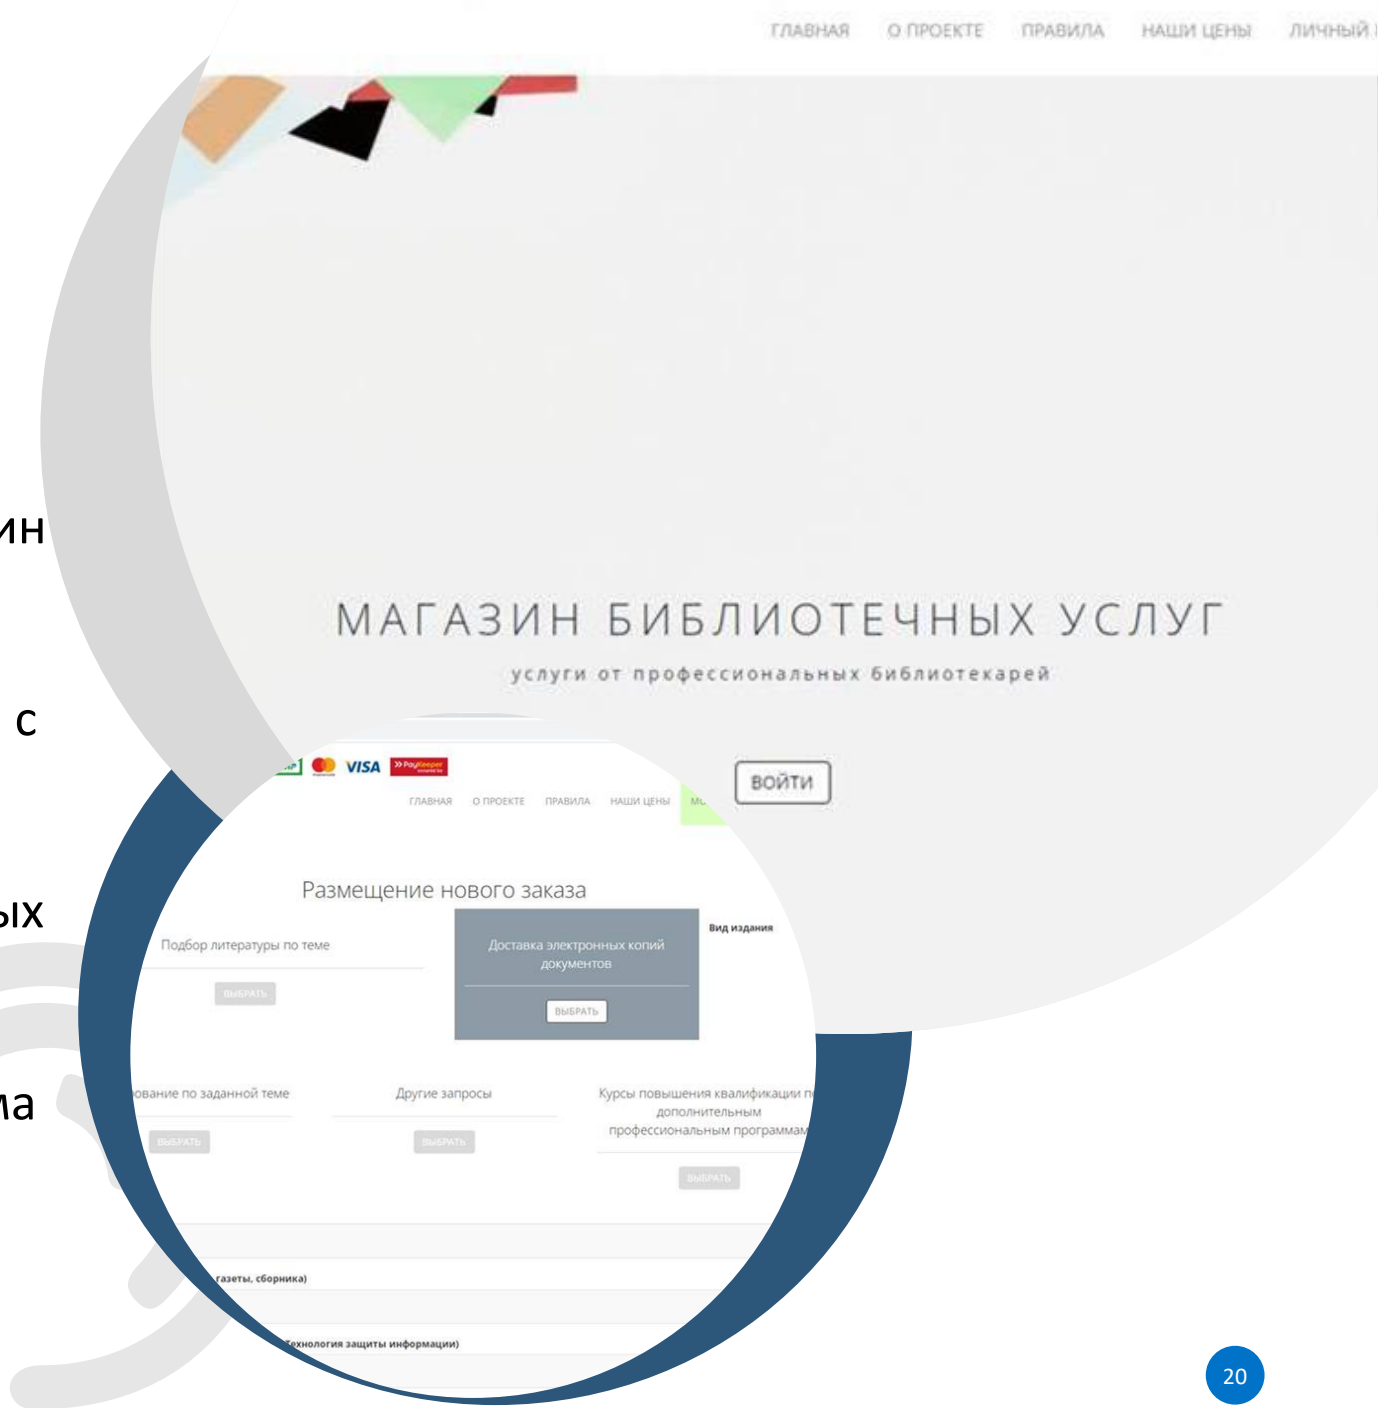 ГЛАВНАЯ О ПРОЕКТЕ ПРАВИЛА НАШИ ЦЕНЫ ЛИЧНЫЙ
ин
с
ых
ма
МАГАЗИН БИБЛИОТЕЧНЫХ УСЛУГ
услуги от профессиональных библиотекарей
ВОЙТИ
VISA PayKeeper
ГЛАВНАЯ О ПРОЕКТЕ ПРАВИЛА НАШИ ЦЕНЫ
Размещение нового заказа
Подбор литературы по теме
ВЫБРАТЬ
Доставка электронных копий
документов
ВЫБРАТЬ
Вид издания
ование по заданной теме
ВЫБРАТЬ
Другие запросы
ВЫБРАТЬ
Курсы повышения квалификации п
дополнительным
профессиональным программам
ВЫБРАТЬ
газеты, сборника)
Технология защиты информации)
20